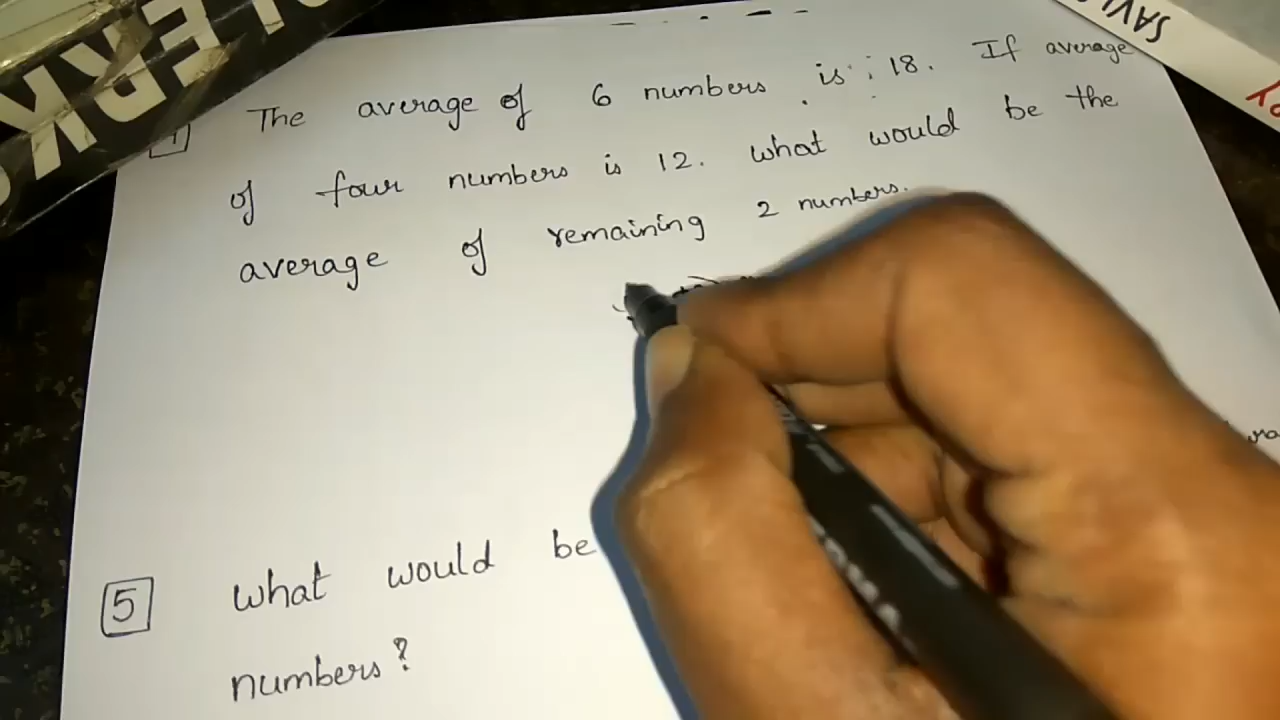 The average of 6 numbers is 18. If average
of four numbers is 12. what would be the
average of remaining 2 numbers.
5 what would be
numbers?